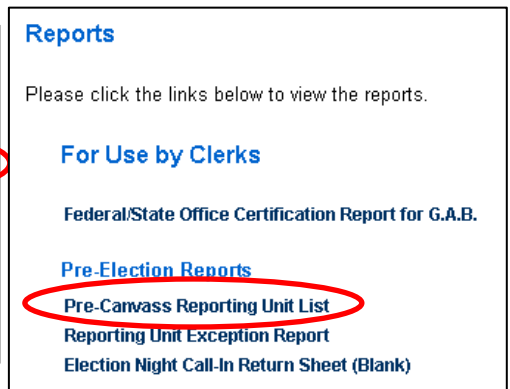 Reports
Please click the links below to view the reports.
For Use by Clerks
Federal/State Office Certification Report for G.A.B.
Pre-Election Reports
Pre-Canvass Reporting Unit List
Reporting Unit Exception Report
Election Night Call-In Return Sheet (Blank)